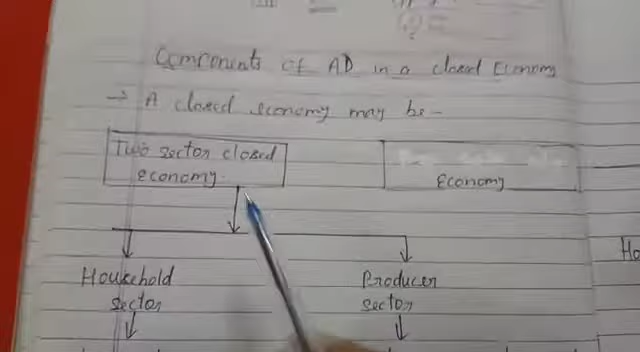 Components of AD in a closed Economy
→ A closed economy may be -
Two sector closed
economy.
Economy
Household
sector
Producer
sector
Ho